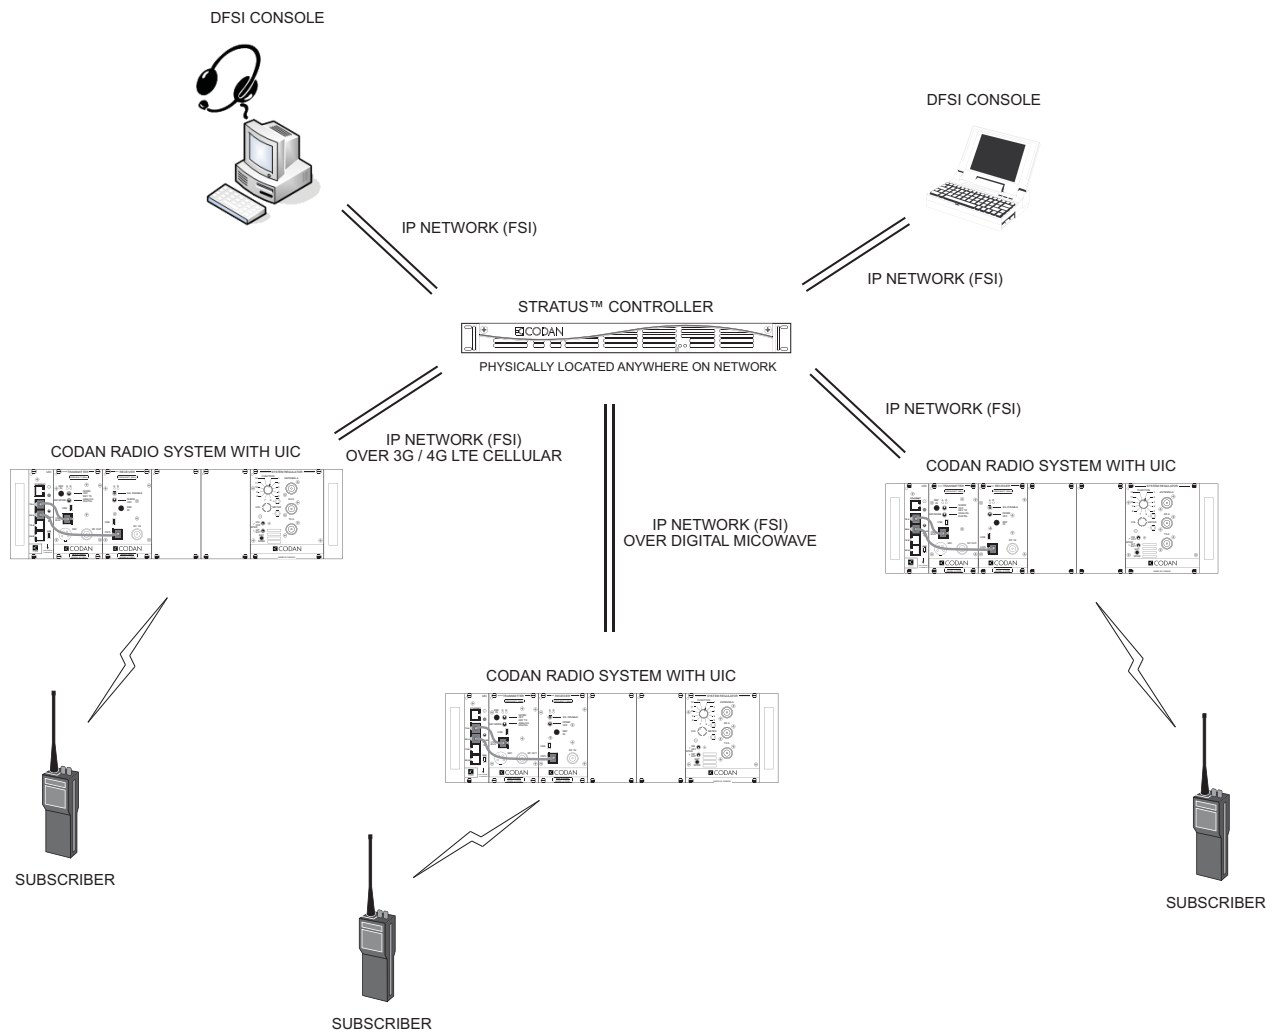 DFSI CONSOLE
DFSI CONSOLE
IP NETWORK (FSI)
IP NETWORK (FSI)
STRATUS™ CONTROLLER
CODAN
PHYSICALLY LOCATED ANYWHERE ON NETWORK
IP NETWORK (FSI)
IP NETWORK (FSI)
OVER 3G / 4G LTE CELLULAR
CODAN RADIO SYSTEM WITH UIC
CODAN RADIO SYSTEM WITH UIC
CODAN
CODAN
CODAN
IP NETWORK (FSI)
OVER DIGITAL MICOWAVE
CODAN
CODAN
CODAN
CODAN RADIO SYSTEM WITH UIC
CODAN
CODAN
CODAN
SUBSCRIBER
SUBSCRIBER
SUBSCRIBER